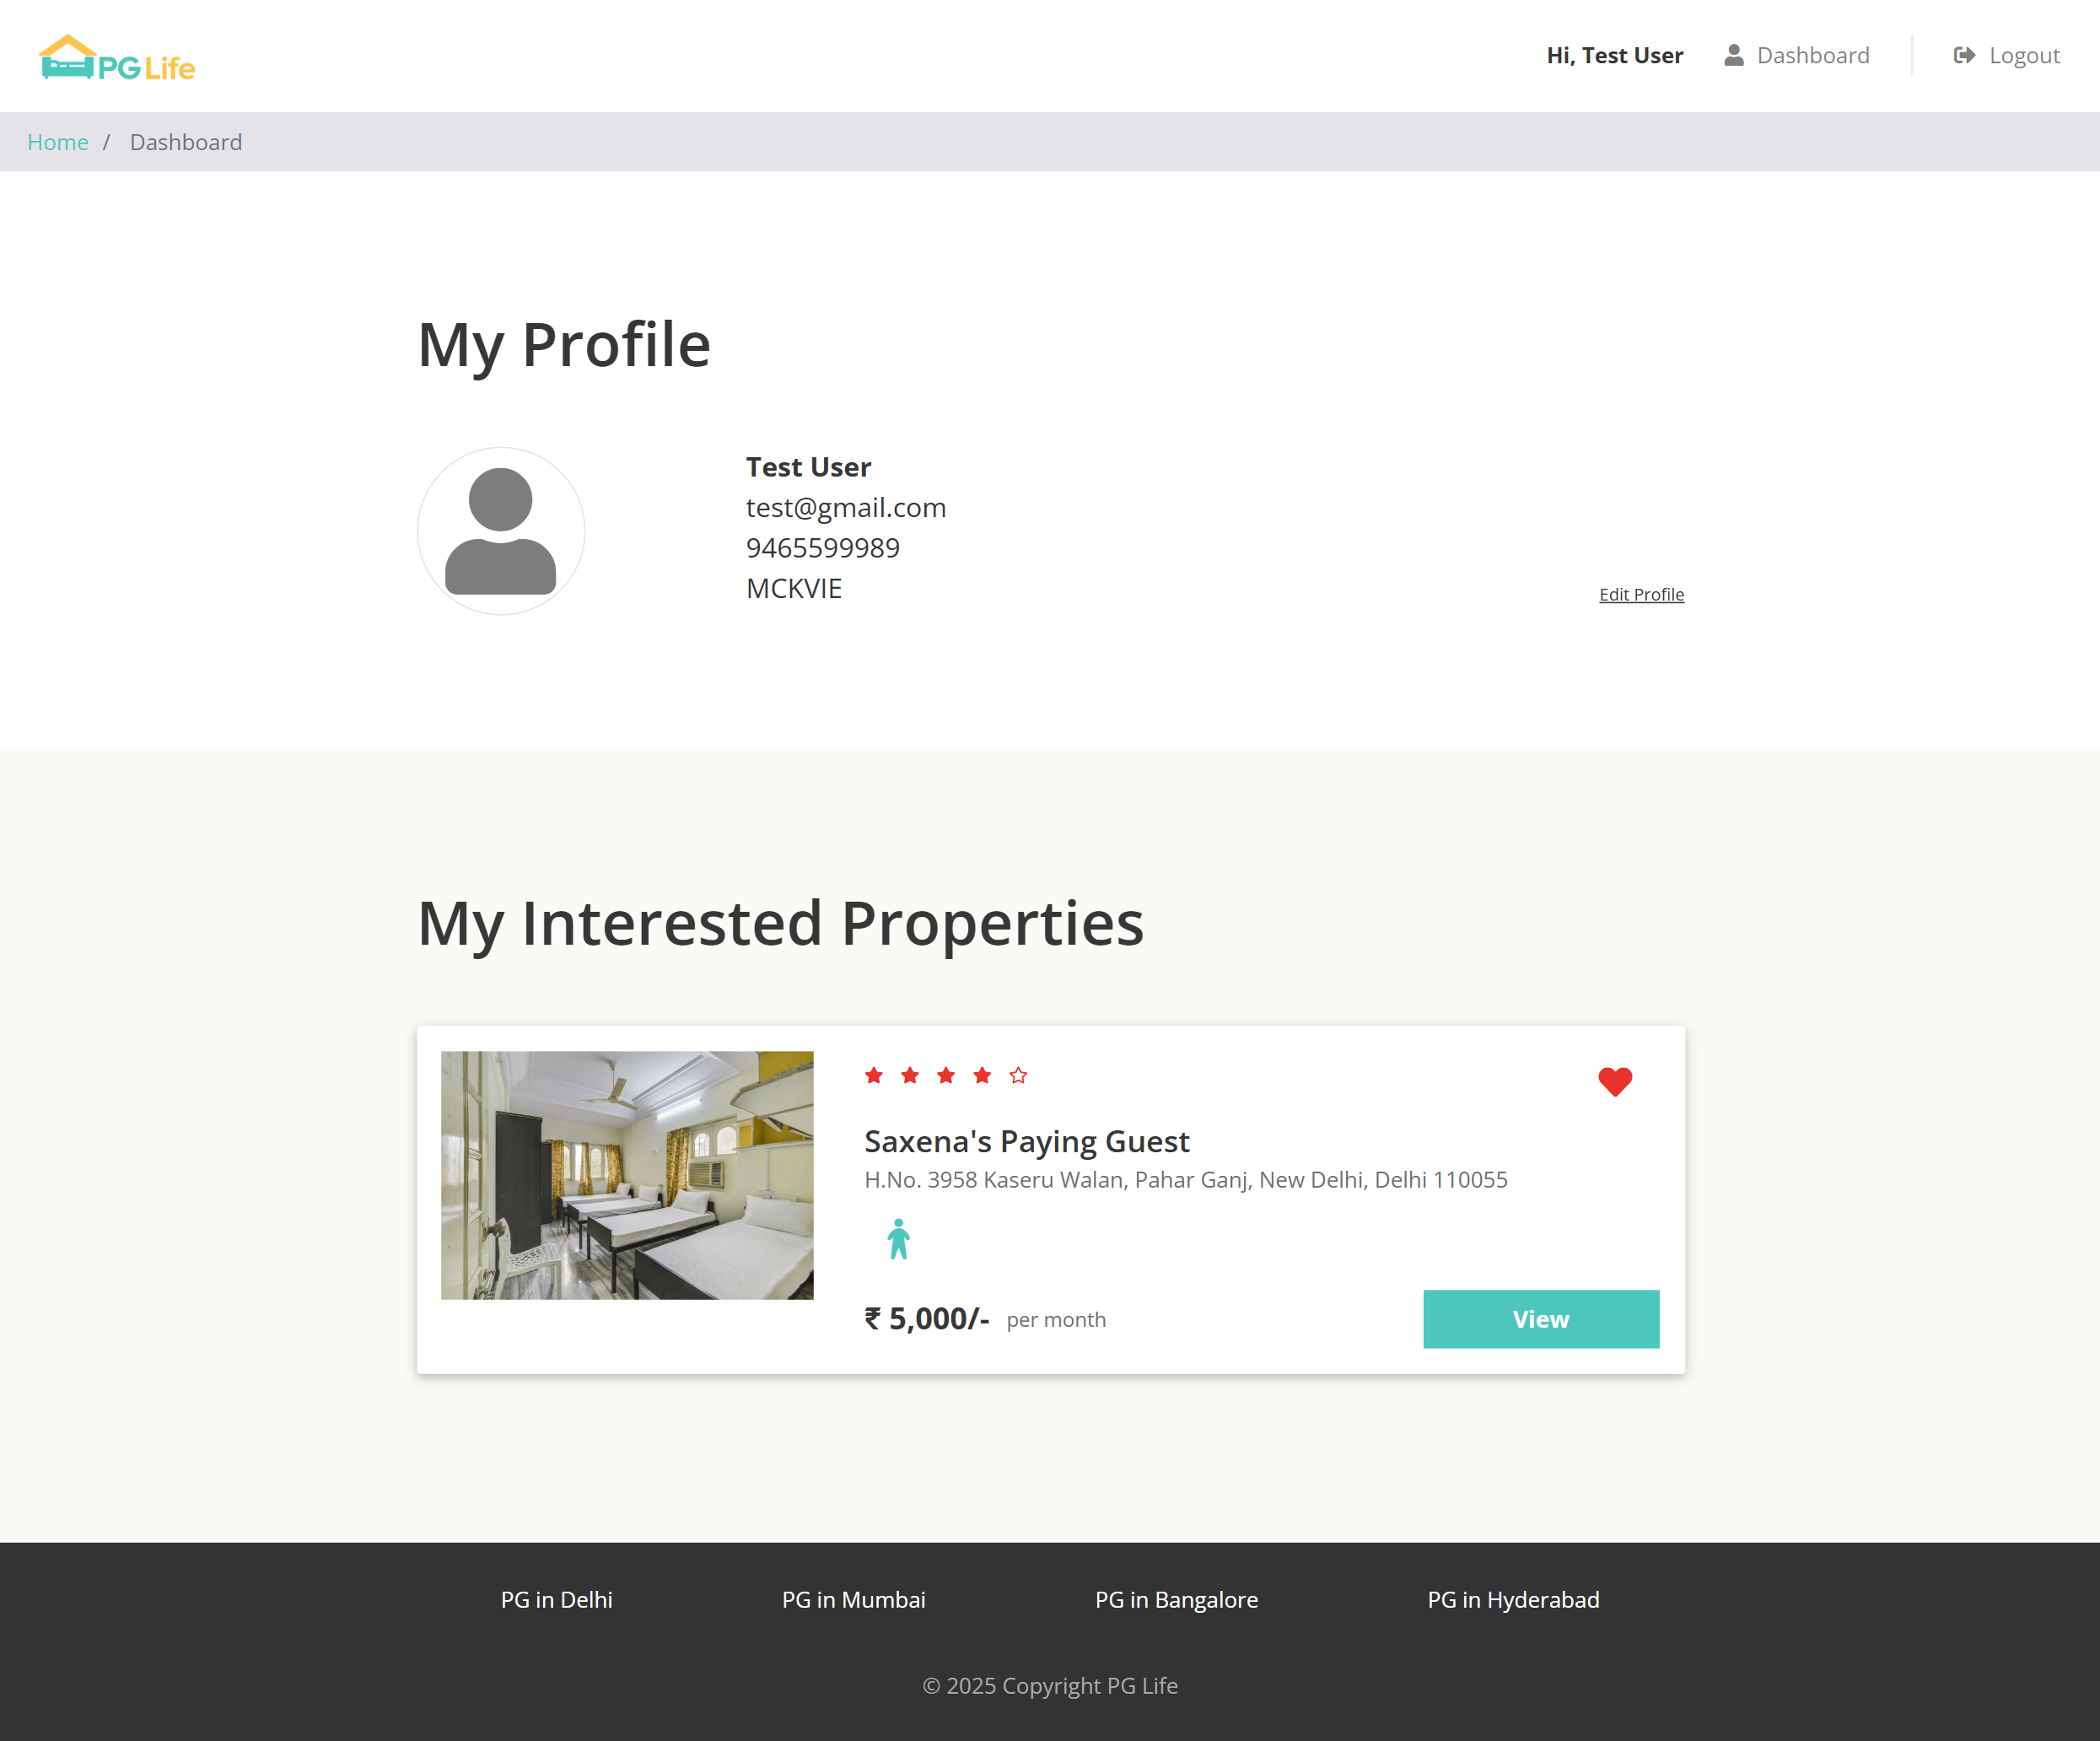 PG Life
Hi, Test User
Dashboard
Logout
Home / Dashboard
My Profile
Test User
test@gmail.com
9465599989
MCKVIE
Edit Profile
My Interested Properties
Saxena's Paying Guest
H.No. 3958 Kaseru Walan, Pahar Ganj, New Delhi, Delhi 110055
₹ 5,000/- per month
View
PG in Delhi
PG in Mumbai
PG in Bangalore
PG in Hyderabad
© 2025 Copyright PG Life